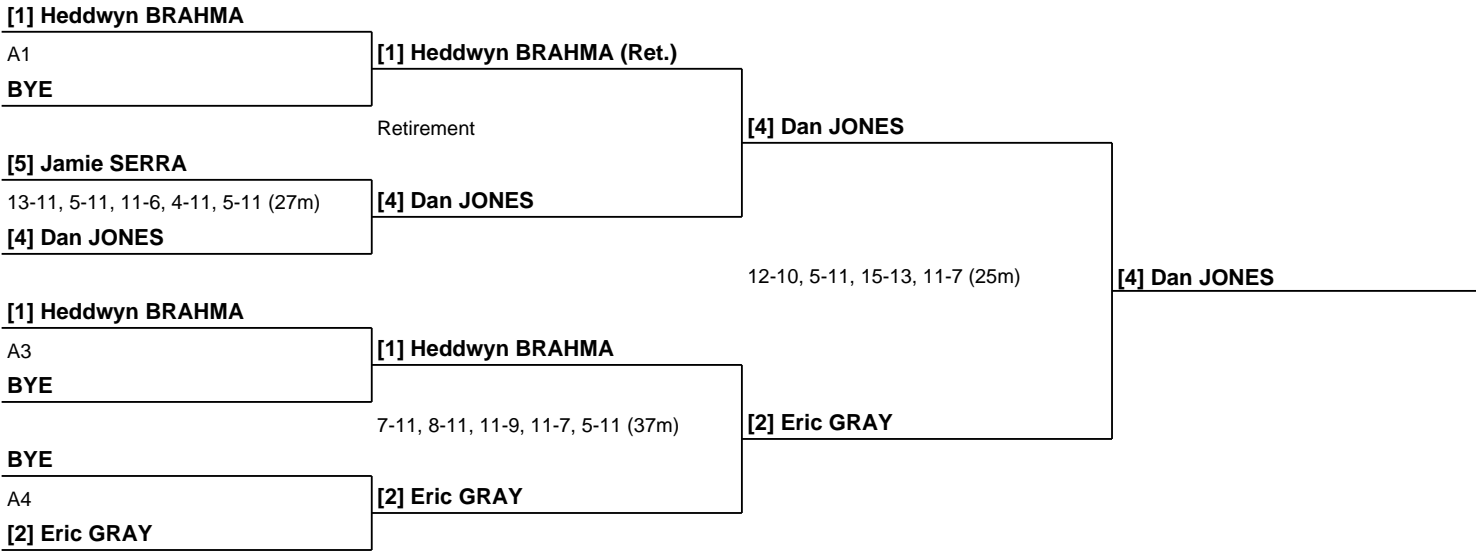 [1] Heddwyn BRAHMA
A1
BYE
[1] Heddwyn BRAHMA (Ret.)
Retirement
[4] Dan JONES
[5] Jamie SERRA
13-11, 5-11, 11-6, 4-11, 5-11 (27m)
[4] Dan JONES
[4] Dan JONES
12-10, 5-11, 15-13, 11-7 (25m)
[4] Dan JONES
[1] Heddwyn BRAHMA
A3
BYE
[1] Heddwyn BRAHMA
7-11, 8-11, 11-9, 11-7, 5-11 (37m)
[2] Eric GRAY
BYE
A4
[2] Eric GRAY
[2] Eric GRAY